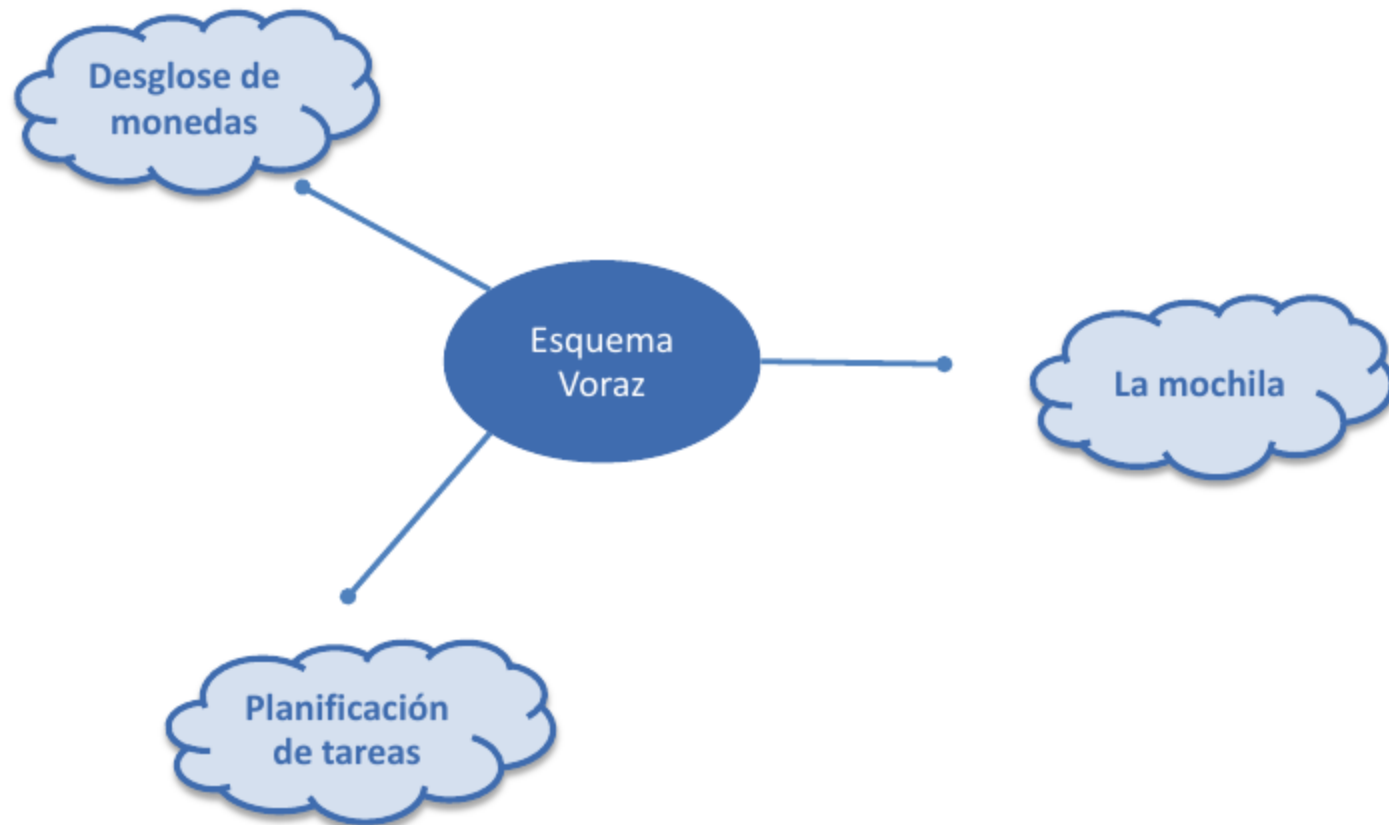 Desglose de
monedas
Esquema
Voraz
La mochila
Planificación
de tareas